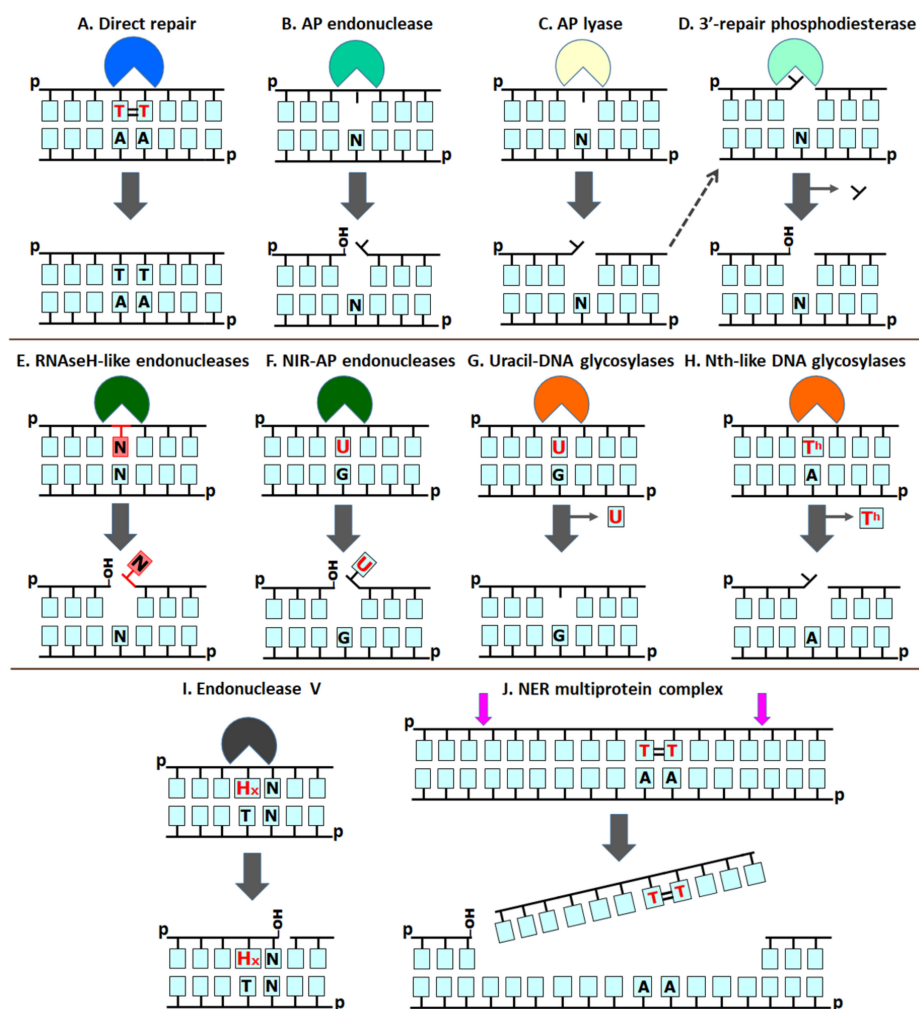 A. Direct repair
B. AP endonuclease
C. AP lyase
D. 3'-repair phosphodiesterase
p
T=T
A A
p
p
N
p
p
N
p
p
N
p
p
T T
A A
p
p
OH
N
p
p
N
p
p
OH
N
p
E. RNAseH-like endonucleases
F. NIR-AP endonucleases
G. Uracil-DNA glycosylases
H. Nth-like DNA glycosylases
p
N
N
p
p
U
G
p
p
U
G
p
p
Th
A
p
U
Th
p
OH
N
N
p
p
OH
U
G
p
p
G
p
p
A
p
I. Endonuclease V
J. NER multiprotein complex
p
Hx N
T N
p
p
T=T
A A
p
p
OH
Hx N
T N
p
T=T
p
OH
A A
p